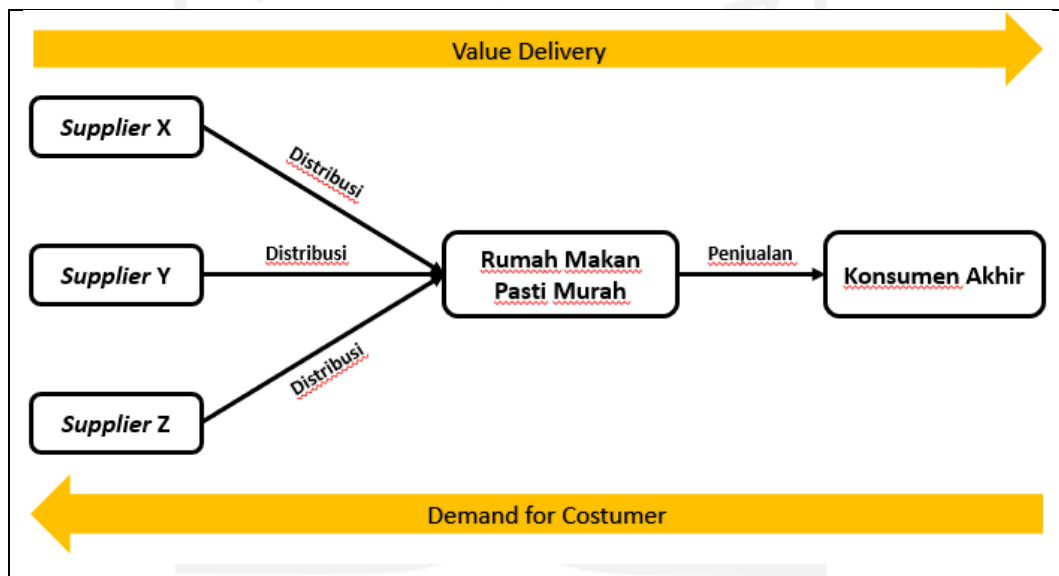 Value Delivery
Supplier X
Distribusi
Supplier Y
Distribusi
Rumah Makan
Pasti Murah
Penjualan
Konsumen Akhir
Distribusi
Supplier Z
Demand for Costumer